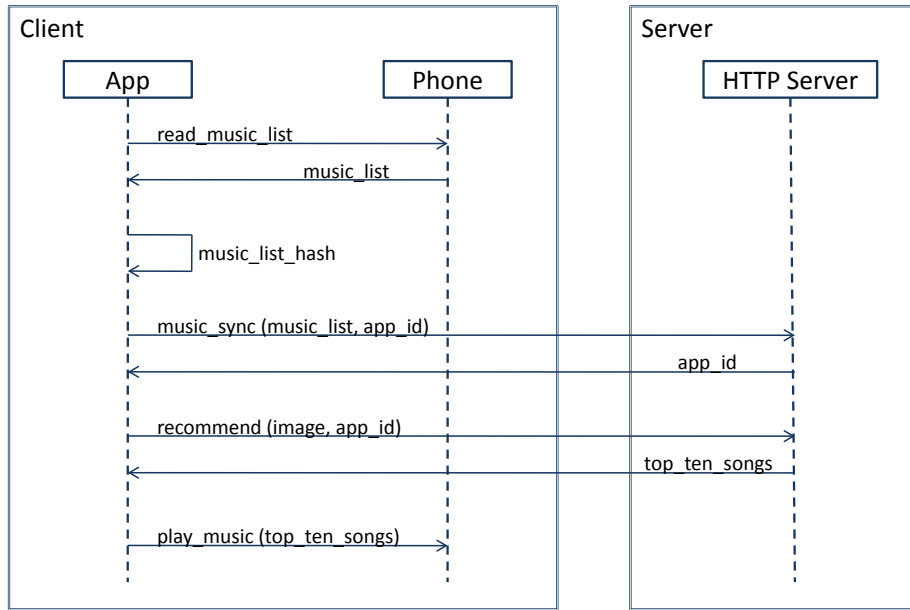 Client
Server
App
Phone
HTTP Server
read_music_list
music_list
music_list_hash
music_sync (music_list, app_id)
app_id
recommend (image, app_id)
top_ten_songs
play_music (top_ten_songs)